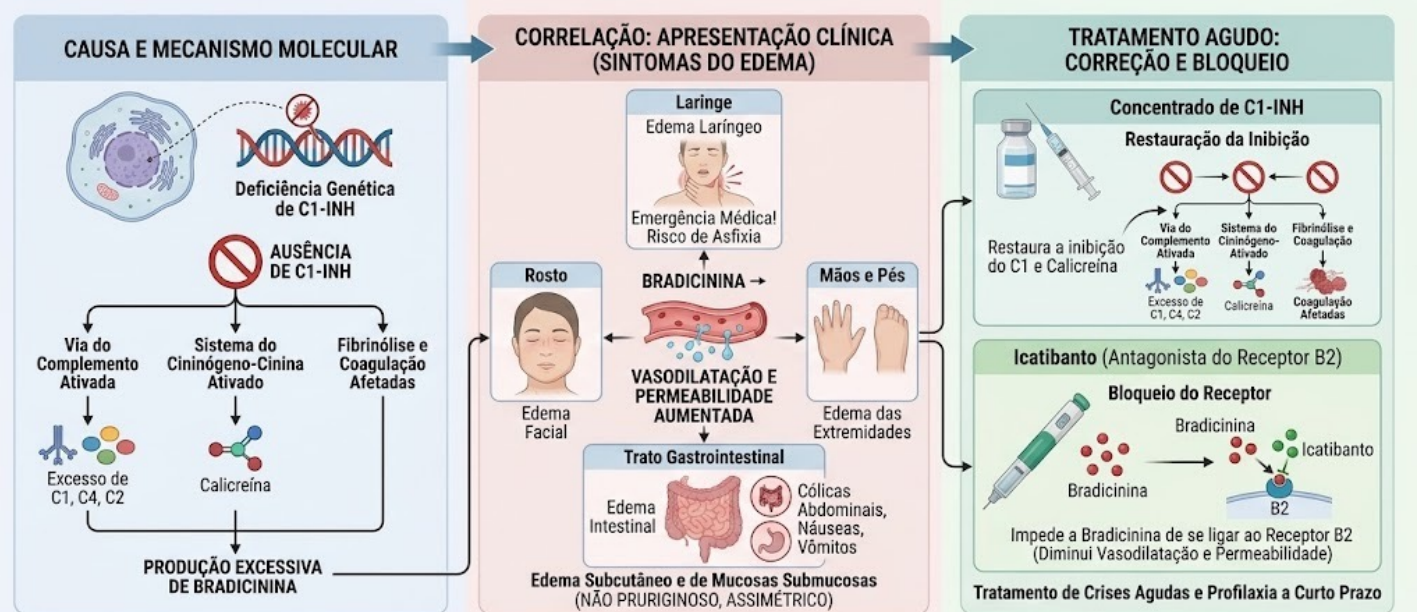 CAUSA E MECANISMO MOLECULAR
Deficiência Genética
de C1-INH
AUSÊNCIA
DE C1-INH
Via do
Complemento
Ativada
Sistema do
Cininógeno-Cinina
Ativado
Fibrinólise e
Coagulação
Afetadas
Excesso de
C1, C4, C2
Calicreína
PRODUÇÃO EXCESSIVA
DE BRADICININA
CORRELAÇÃO: APRESENTAÇÃO CLÍNICA
(SINTOMAS DO EDEMA)
Laringe
Edema Laríngeo
Emergência Médica!
Risco de Asfixia
Rosto
Edema
Facial
BRADICININA
VASODILATAÇÃO E
PERMEABILIDADE
AUMENTADA
Mãos e Pés
Edema das
Extremidades
Trato Gastrointestinal
Edema
Intestinal
Cólicas
Abdominais,
Náuseas,
Vômitos
Edema Subcutâneo e de Mucosas Submucosas
(NÃO PRURIGINOSO, ASSIMÉTRICO)
TRATAMENTO AGUDO:
CORREÇÃO E BLOQUEIO
Concentrado de C1-INH
Restauração da Inibição
Restaura a inibição
do C1 e Calicreína
Via do
Complemento
Ativada
Sistema do
Cininógeno-
Ativado
Fibrinólise e
Coagulação
Excesso de
C1, C4, C2
Calicreína
Coagulação
Afetadas
Icatibanto (Antagonista do Receptor B2)
Bloqueio do Receptor
Bradicinina
Bradicinina
Icatibanto
B2
Impede a Bradicinina de se ligar ao Receptor B2
(Diminui Vasodilatação e Permeabilidade)
Tratamento de Crises Agudas e Profilaxia a Curto Prazo